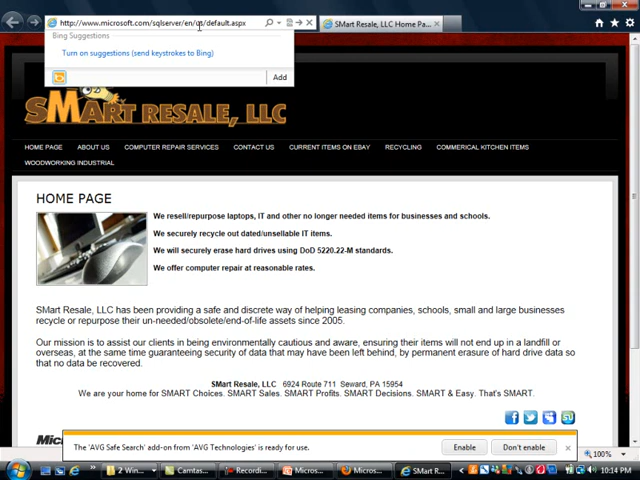 http://www.microsoft.com/sqlserver/en/us/default.aspx
SMart Resale, LLC Home Pa...
Bing Suggestions
Turn on suggestions (send keystrokes to Bing)
Add
SMART RESALE, LLC
HOME PAGE ABOUT US COMPUTER REPAIR SERVICES CONTACT US CURRENT ITEMS ON EBAY RECYCLING COMMERICAL KITCHEN ITEMS
WOODWORKING INDUSTRIAL
HOME PAGE
We resell/repurpose laptops, IT and other no longer needed items for businesses and schools.
We securely recycle out dated/unsellable IT items.
We will securely erase hard drives using DoD 5220.22-M standards.
We offer computer repair at reasonable rates.
SMart Resale, LLC has been providing a safe and discrete way of helping leasing companies, schools, small and large businesses
recycle or repurpose their un-needed/obsolete/end-of-life assets since 2005.
Our mission is to assist our clients in being environmentally cautious and aware, ensuring their items will not end up in a landfill or
overseas, at the same time guaranteeing security of data that may have been left behind, by permanent erasure of hard drive data so
that no data be recovered.
SMart Resale, LLC 6924 Route 711 Seward, PA 15954
We are your home for SMART Choices. SMART Sales. SMART Profits. SMART Decisions. SMART & Easy. That's SMART.
The 'AVG Safe Search' add-on from 'AVG Technologies' is ready for use.
Enable
Don't enable
100%
2 Win...
Camtas...
Recordi...
Micros...
Micros...
SMart R...
10:14 PM